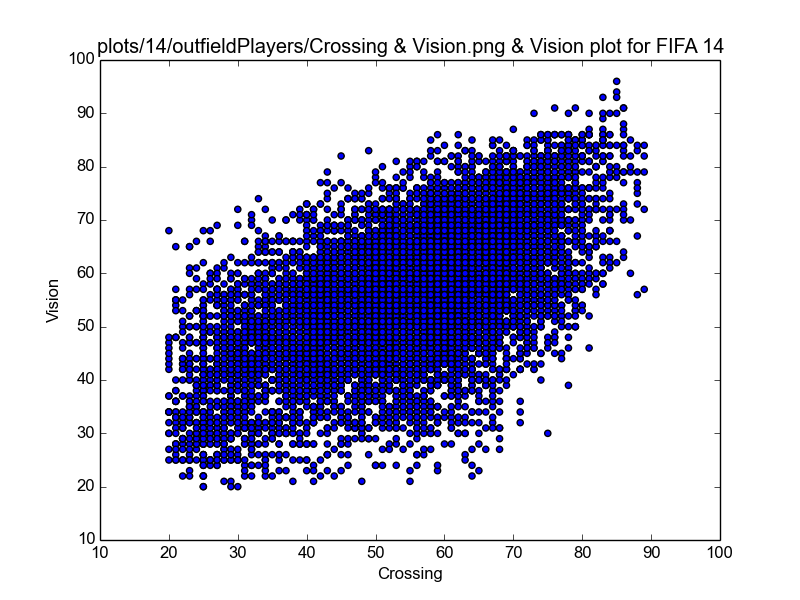 plots/14/outfieldPlayers/Crossing & Vision.png & Vision plot for FIFA 14
100
90
80
70
60
50
40
30
20
10
Vision
10 20 30 40 50 60 70 80 90 100
Crossing